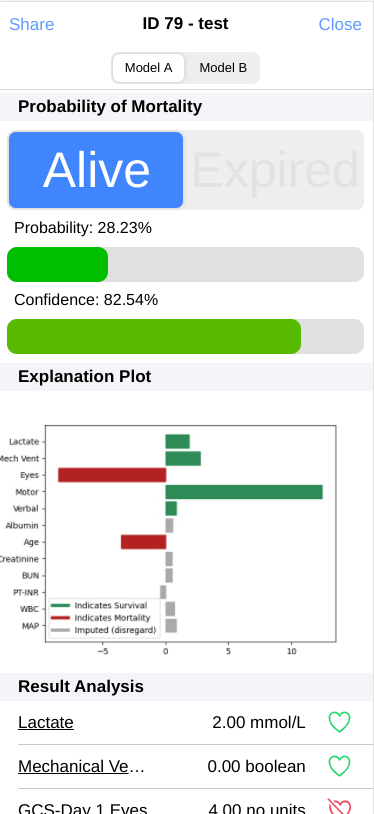 Share ID 79 - test Close
Model A Model B
Probability of Mortality
Alive Expired
Probability: 28.23%
Confidence: 82.54%
Explanation Plot
Lactate
Mech Vent
Eyes
Motor
Verbal
Albumin
Age
Creatinine
BUN
PT-INR
WBC
MAP
Indicates Survival
Indicates Mortality
Imputed (disregard)
−5 0 5 10
Result Analysis
Lactate 2.00 mmol/L
Mechanical Ve... 0.00 boolean
GCS-Day 1 Eyes 4.00 no units